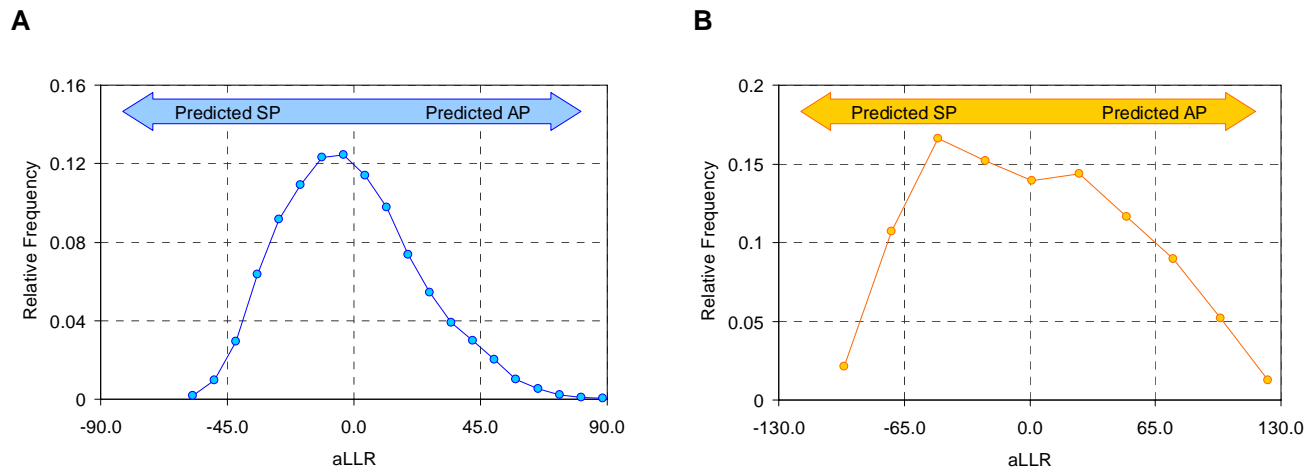 A
Predicted SP
Predicted AP
Relative Frequency
0.16
0.12
0.08
0.04
0
-90.0
-45.0
0.0
45.0
90.0
aLLR
B
Predicted SP
Predicted AP
Relative Frequency
0.2
0.15
0.1
0.05
0
-130.0
-65.0
0.0
65.0
130.0
aLLR